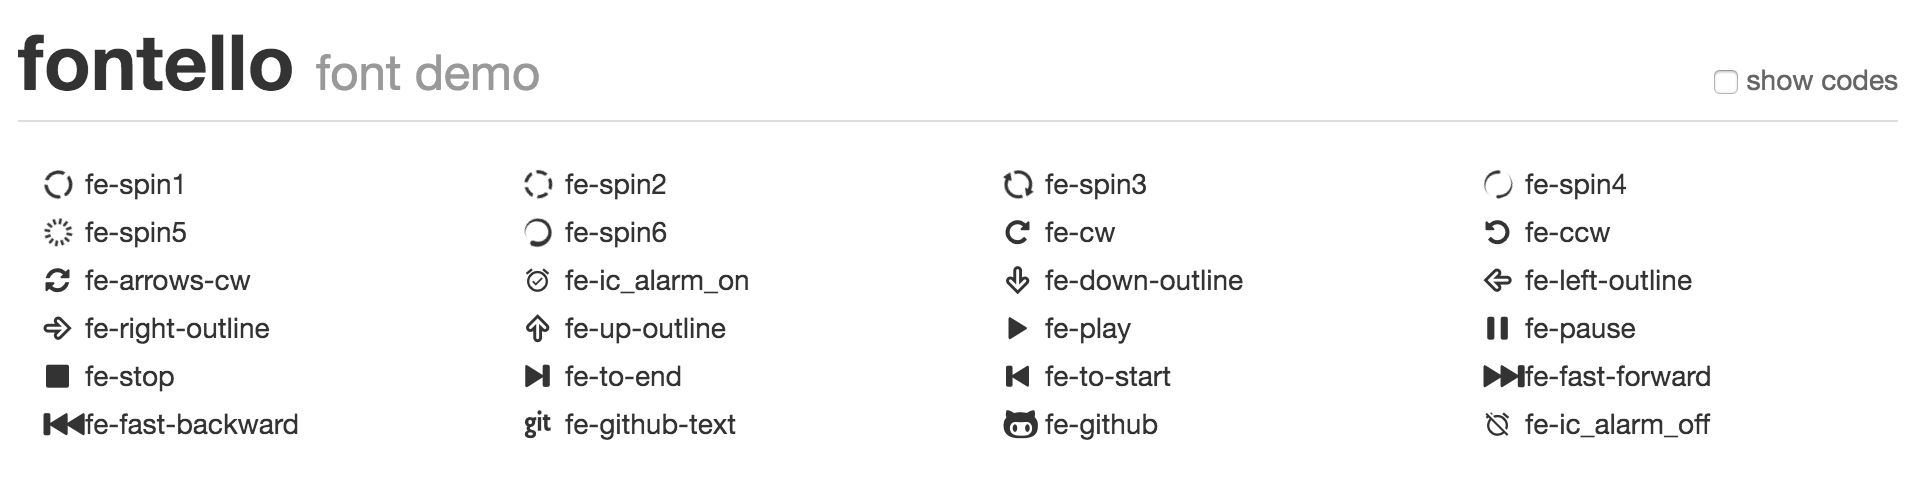 fontello font demo
show codes
fe-spin1 fe-spin2 fe-spin3 fe-spin4
fe-spin5 fe-spin6 fe-cw fe-ccw
fe-arrows-cw fe-ic_alarm_on fe-down-outline fe-left-outline
fe-right-outline fe-up-outline fe-play fe-pause
fe-stop fe-to-end fe-to-start fe-fast-forward
fe-fast-backward git fe-github-text fe-github fe-ic_alarm_off